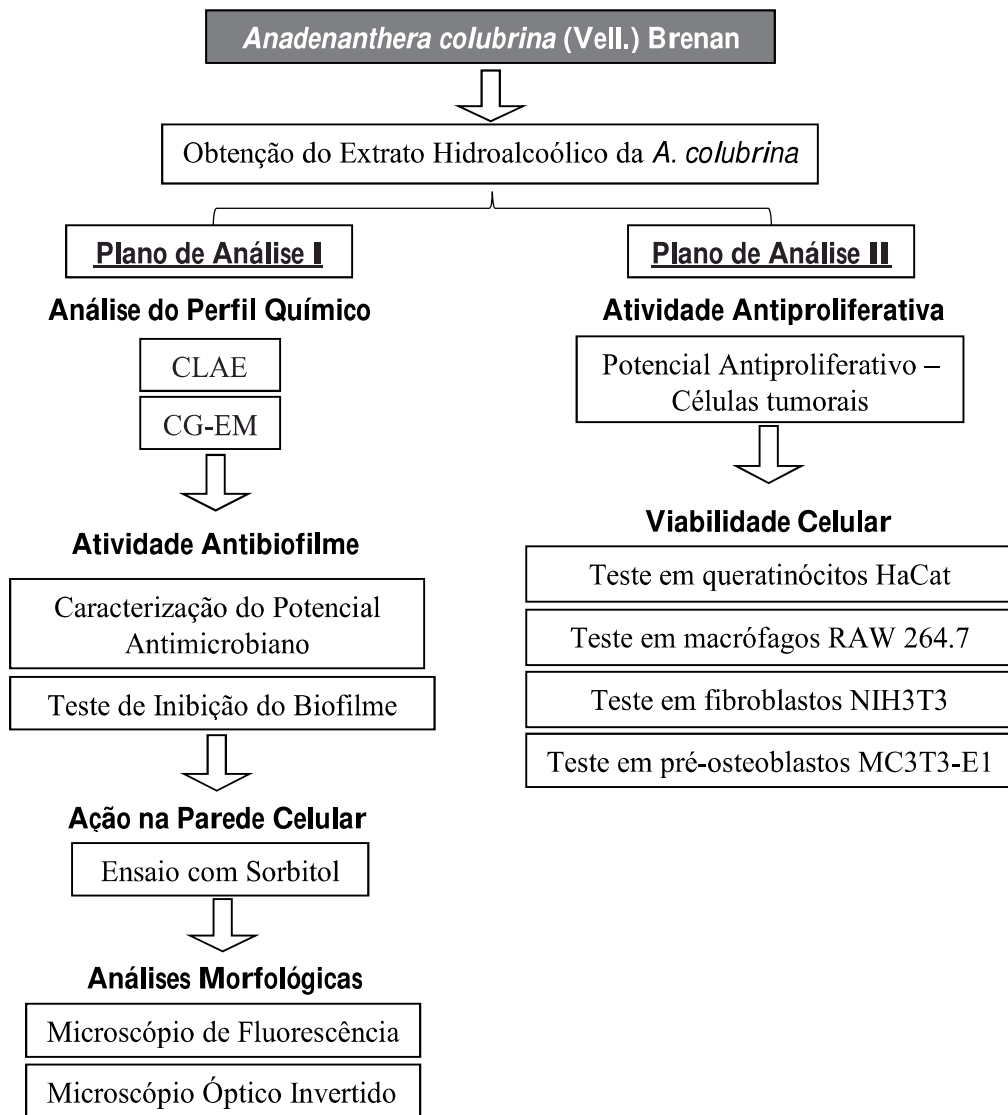 Anadenanthera colubrina (Vell.) Brenan
Obtenção do Extrato Hidroalcoólico da A. colubrina
Plano de Análise I
Análise do Perfil Químico
CLAE
CG-EM
Atividade Antibiofilme
Caracterização do Potencial
Antimicrobiano
Teste de Inibição do Biofilme
Ação na Parede Celular
Ensaio com Sorbitol
Análises Morfológicas
Microscópio de Fluorescência
Microscópio Óptico Invertido
Plano de Análise II
Atividade Antiproliferativa
Potencial Antiproliferativo –
Células tumorais
Viabilidade Celular
Teste em queratinócitos HaCat
Teste em macrófagos RAW 264.7
Teste em fibroblastos NIH3T3
Teste em pré-osteoblastos MC3T3-E1